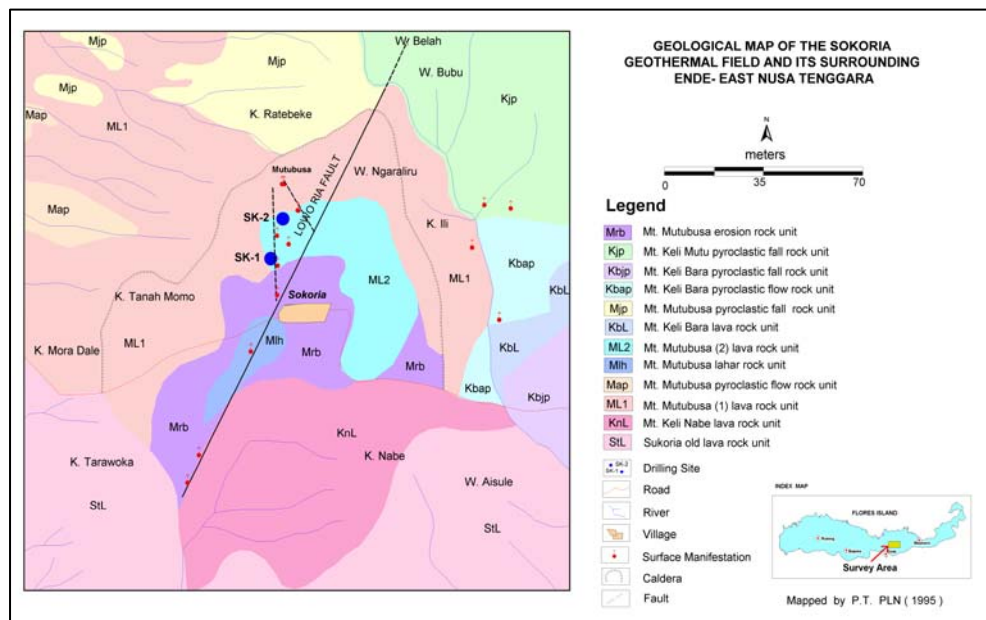 GEOLOGICAL MAP OF THE SOKORIA
GEOTHERMAL FIELD AND ITS SURROUNDING
ENDE- EAST NUSA TENGGARA
N
meters
0 35 70
Legend
Mrb Mt. Mutubusa erosion rock unit
Kjp Mt. Keli Mutu pyroclastic fall rock unit
Kbjp Mt. Keli Bara pyroclastic fall rock unit
Kbap Mt. Keli Bara pyroclastic flow rock unit
Mjp Mt. Mutubusa pyroclastic fall rock unit
KbL Mt. Keli Bara lava rock unit
ML2 Mt. Mutubusa (2) lava rock unit
Mlh Mt. Mutubusa lahar rock unit
Map Mt. Mutubusa pyroclastic flow rock unit
ML1 Mt. Mutubusa (1) lava rock unit
KnL Mt. Keli Nabe lava rock unit
StL Sukoria old lava rock unit
SK-2
SK-1
Drilling Site
Road
River
Village
Surface Manifestation
Caldera
Fault
INDEX MAP
FLORES ISLAND
Survey Area
Mapped by P.T. PLN ( 1995 )
Mjp
W. Belah
Mjp
W. Bubu
Mjp
Kjp
Map
ML1
K. Ratebeke
Mutubusa
LOWO RIA FAULT
W. Ngaraliru
Map
SK-2
K. Ili
SK-1
Kbap
ML2
ML1
KbL
K. Tanah Momo
Sokoria
ML1
Mlh
KbL
K. Mora Dale
Mrb
Mrb
Kbap
Kbjp
Mrb
KnL
K. Nabe
K. Tarawoka
W. Aisule
StL
StL